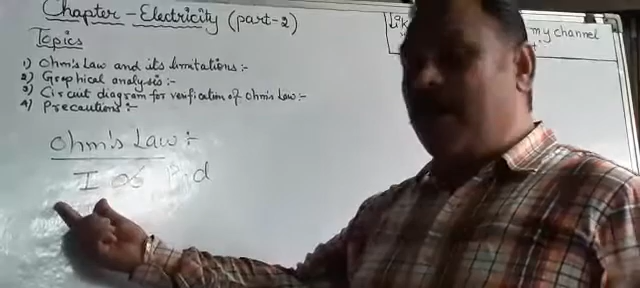 Chapter - Electricity (part-2)
Topics
1) Ohm's Law and its limitations:-
2) Graphical analysis:-
3) Circuit diagram for verification of Ohm's Law:-
4) Precautions:-
my channel
Ohm's Law:-
I ∝ P.d